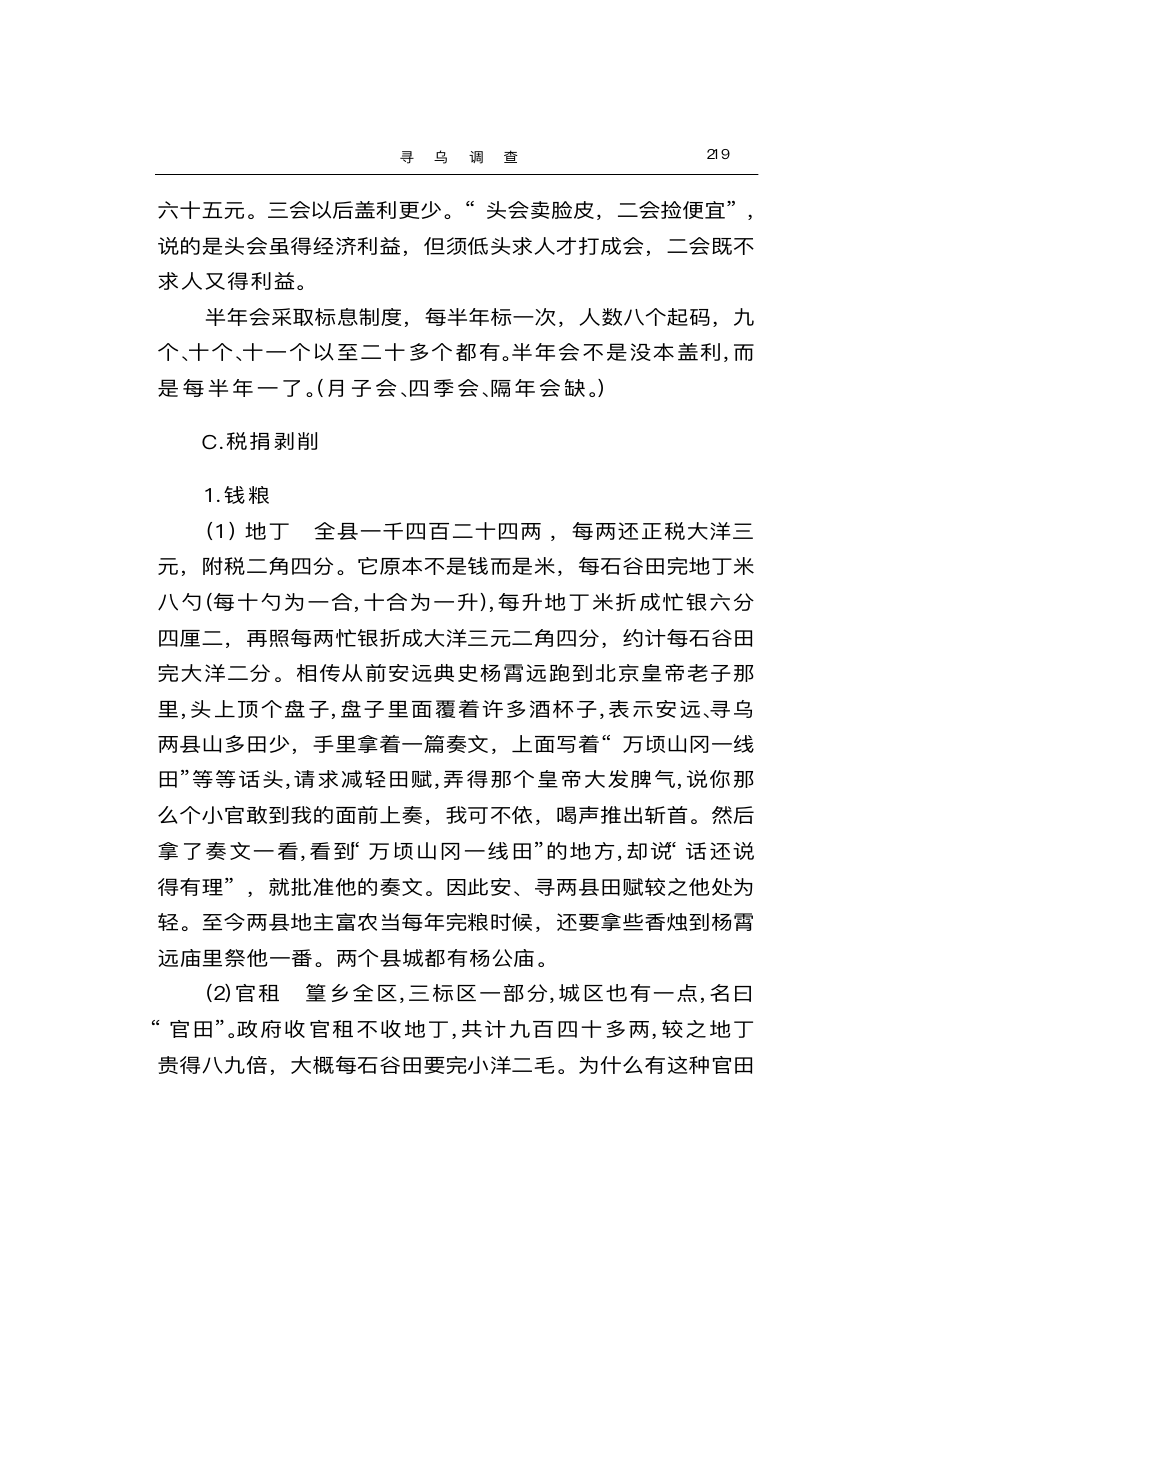 寻乌调查 219
六十五元。三会以后盖利更少。“头会卖脸皮，二会捡便宜”，
说的是头会虽得经济利益，但须低头求人才打成会，二会既不
求人又得利益。
半年会采取标息制度，每半年标一次，人数八个起码，九
个、十个、十一个以至二十多个都有。半年会不是没本盖利，而
是每半年一了。(月子会、四季会、隔年会缺。)
C.税捐剥削
1.钱粮
(1) 地丁　全县一千四百二十四两，每两还正税大洋三
元，附税二角四分。它原本不是钱而是米，每石谷田完地丁米
八勺(每十勺为一合,十合为一升),每升地丁米折成忙银六分
四厘二，再照每两忙银折成大洋三元二角四分，约计每石谷田
完大洋二分。相传从前安远典史杨霄远跑到北京皇帝老子那
里,头上顶个盘子,盘子里面覆着许多酒杯子,表示安远、寻乌
两县山多田少，手里拿着一篇奏文，上面写着“万顷山冈一线
田”等等话头,请求减轻田赋,弄得那个皇帝大发脾气,说你那
么个小官敢到我的面前上奏，我可不依，喝声推出斩首。然后
拿了奏文一看,看到“万顷山冈一线田”的地方,却说“话还说
得有理”，就批准他的奏文。因此安、寻两县田赋较之他处为
轻。至今两县地主富农当每年完粮时候，还要拿些香烛到杨霄
远庙里祭他一番。两个县城都有杨公庙。
(2)官租　篁乡全区,三标区一部分,城区也有一点,名曰
“官田”。政府收官租不收地丁,共计九百四十多两,较之地丁
贵得八九倍，大概每石谷田要完小洋二毛。为什么有这种官田